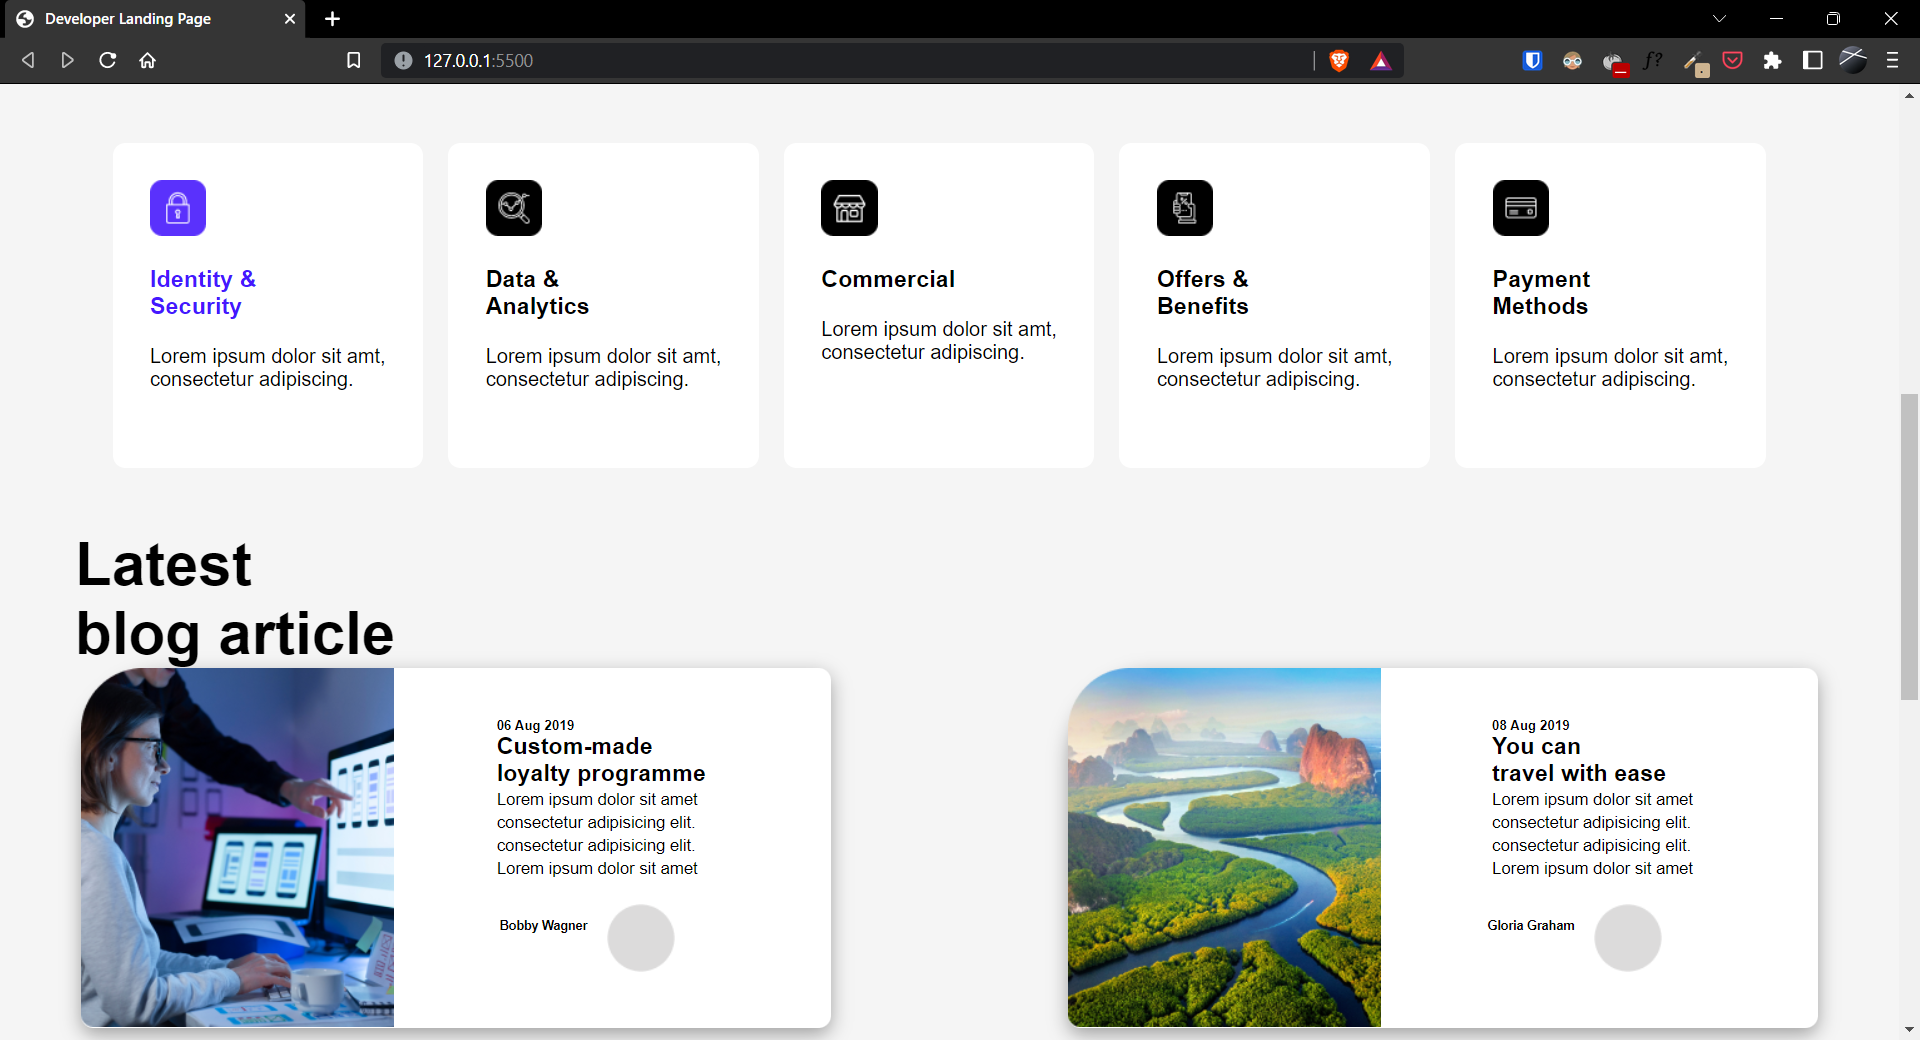 Developer Landing Page
127.0.0.1:5500
f?
Identity &
Security
Lorem ipsum dolor sit amt,
consectetur adipiscing.
Data &
Analytics
Lorem ipsum dolor sit amt,
consectetur adipiscing.
Commercial
Lorem ipsum dolor sit amt,
consectetur adipiscing.
Offers &
Benefits
Lorem ipsum dolor sit amt,
consectetur adipiscing.
Payment
Methods
Lorem ipsum dolor sit amt,
consectetur adipiscing.
Latest
blog article
06 Aug 2019
Custom-made
loyalty programme
Lorem ipsum dolor sit amet
consectetur adipisicing elit.
consectetur adipisicing elit.
Lorem ipsum dolor sit amet
Bobby Wagner
08 Aug 2019
You can
travel with ease
Lorem ipsum dolor sit amet
consectetur adipisicing elit.
consectetur adipisicing elit.
Lorem ipsum dolor sit amet
Gloria Graham